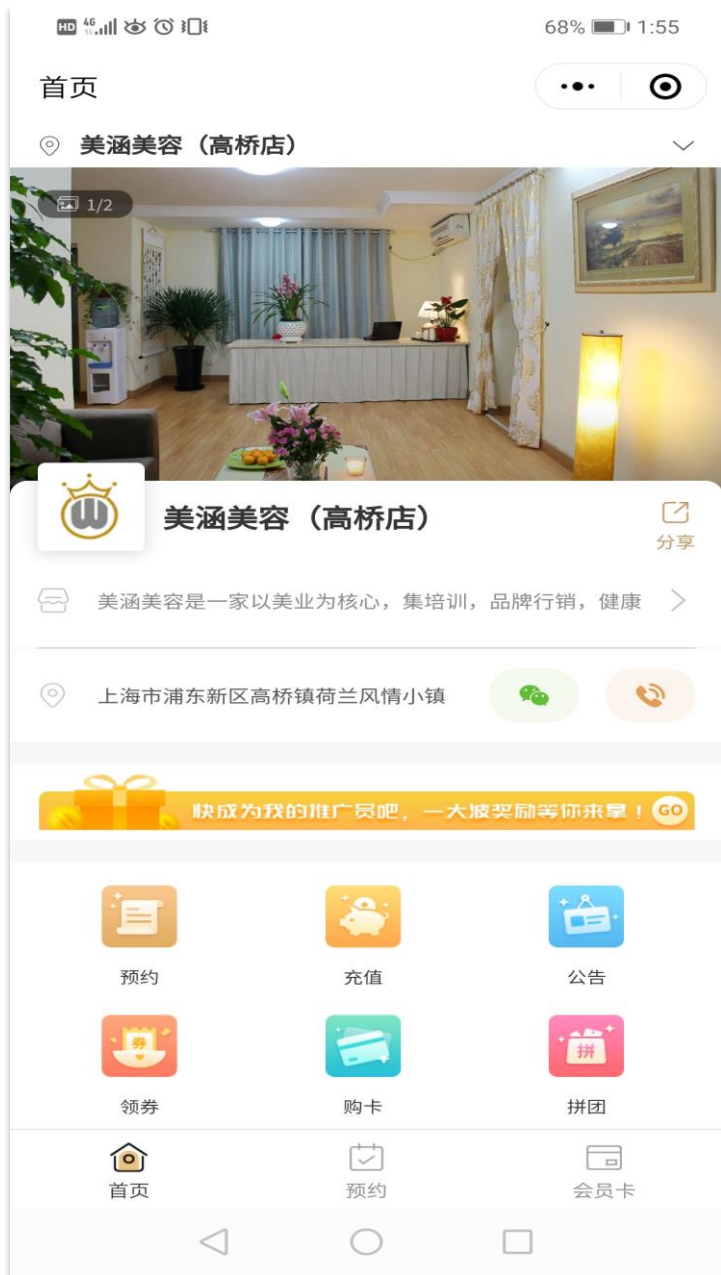 HD 4G 68% 1:55
首页
美涵美容（高桥店）
1/2
美涵美容（高桥店）
分享
美涵美容是一家以美业为核心，集培训，品牌行销，健康
上海市浦东新区高桥镇荷兰风情小镇
快成为我的推广员吧，一大波奖励等你来拿！ GO
预约 充值 公告
券 拼
领券 购卡 拼团
首页 预约 会员卡